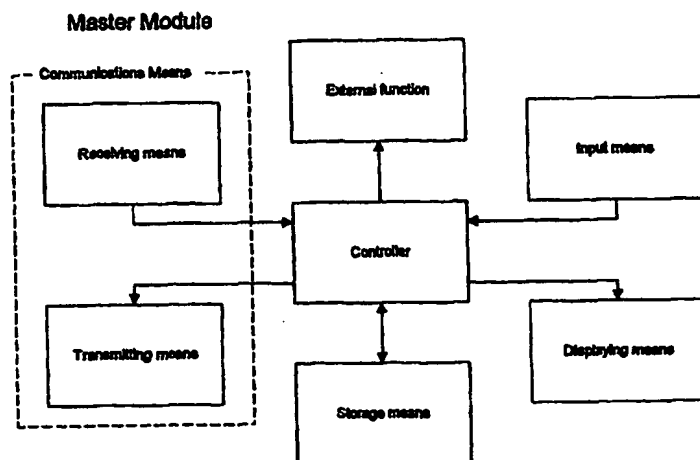 Master Module
Communications Means
External function
Receiving means
Input means
Controller
Transmitting means
Displaying means
Storage means